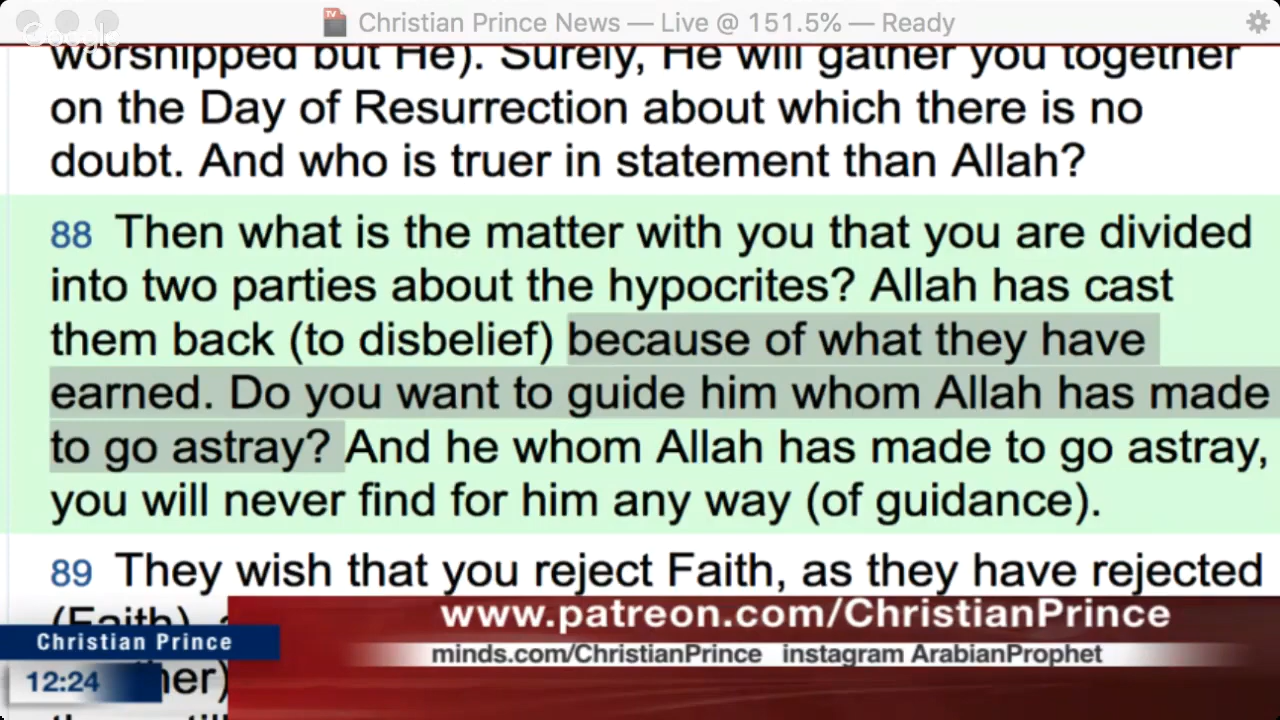 Christian Prince News — Live @ 151.5% — Ready
Google
worshipped but He). Surely, He will gather you together
on the Day of Resurrection about which there is no
doubt. And who is truer in statement than Allah?
88 Then what is the matter with you that you are divided
into two parties about the hypocrites? Allah has cast
them back (to disbelief) because of what they have
earned. Do you want to guide him whom Allah has made
to go astray? And he whom Allah has made to go astray,
you will never find for him any way (of guidance).
89 They wish that you reject Faith, as they have rejected
(Faith),
www.patreon.com/ChristianPrince
Christian Prince
minds.com/ChristianPrince instagram ArabianProphet
12:24